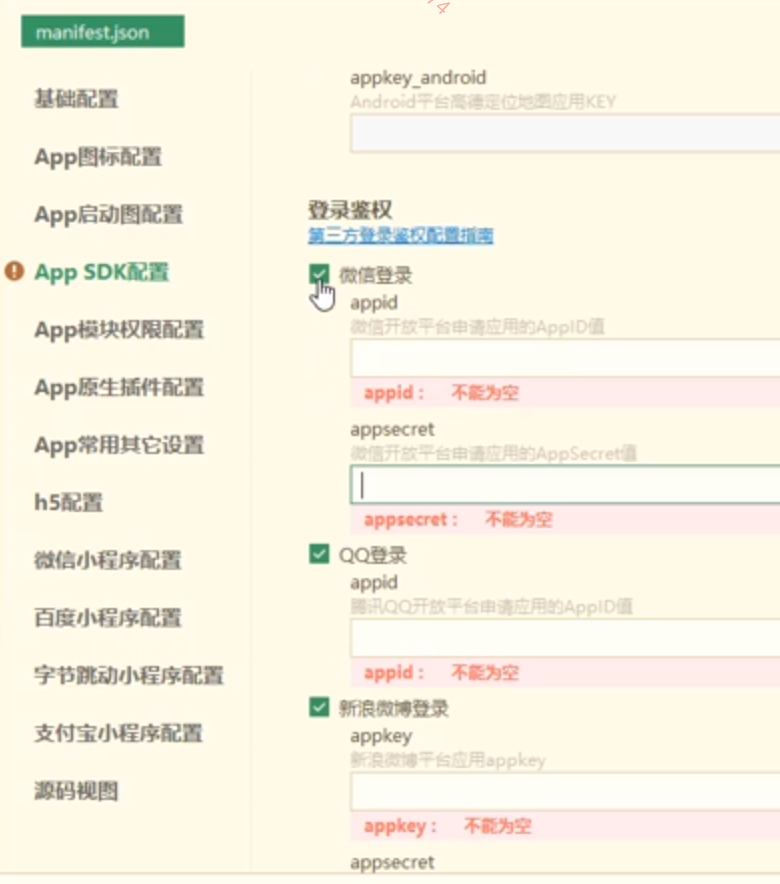 manifest.json
基础配置
App图标配置
App启动图配置
App SDK配置
App模块权限配置
App原生插件配置
App常用其它设置
h5配置
微信小程序配置
百度小程序配置
字节跳动小程序配置
支付宝小程序配置
源码视图
appkey_android
Android平台高德定位地图应用KEY
登录鉴权
第三方登录鉴权配置指南
微信登录
appid
微信开放平台申请应用的AppID值
appid： 不能为空
appsecret
微信开放平台申请应用的AppSecret值
appsecret： 不能为空
QQ登录
appid
腾讯QQ开放平台申请应用的AppID值
appid： 不能为空
新浪微博登录
appkey
新浪微博平台应用appkey
appkey： 不能为空
appsecret